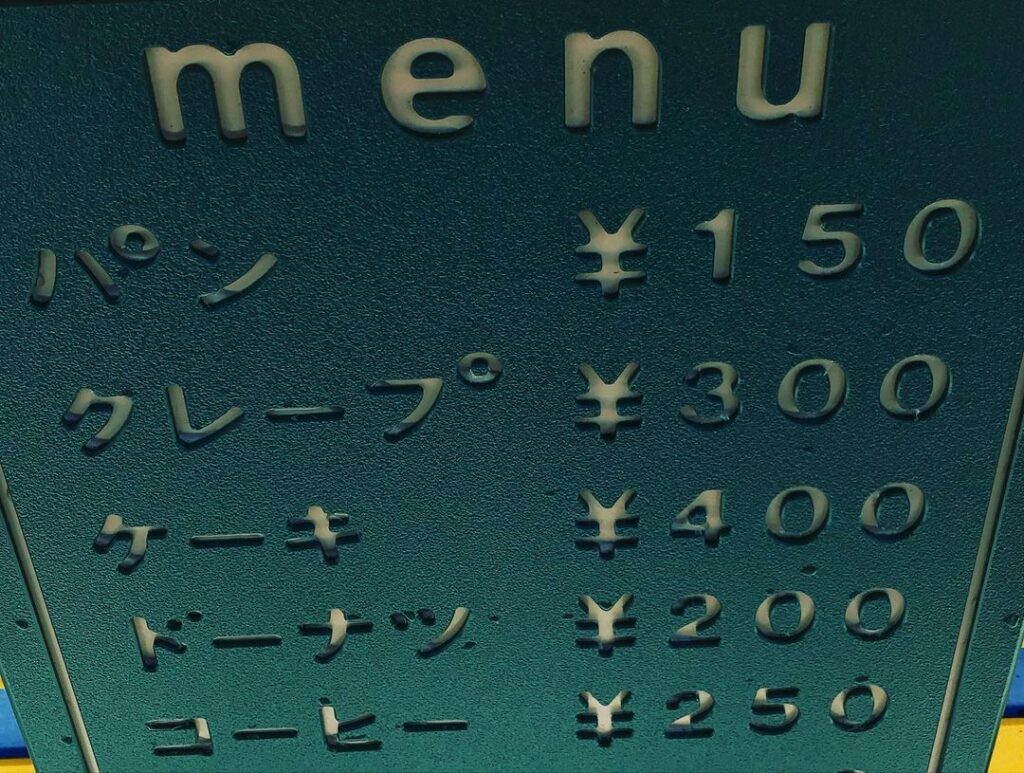 menu
パン ¥150
クレープ ¥300
ケーキ ¥400
ドーナツ ¥200
コーヒー ¥250